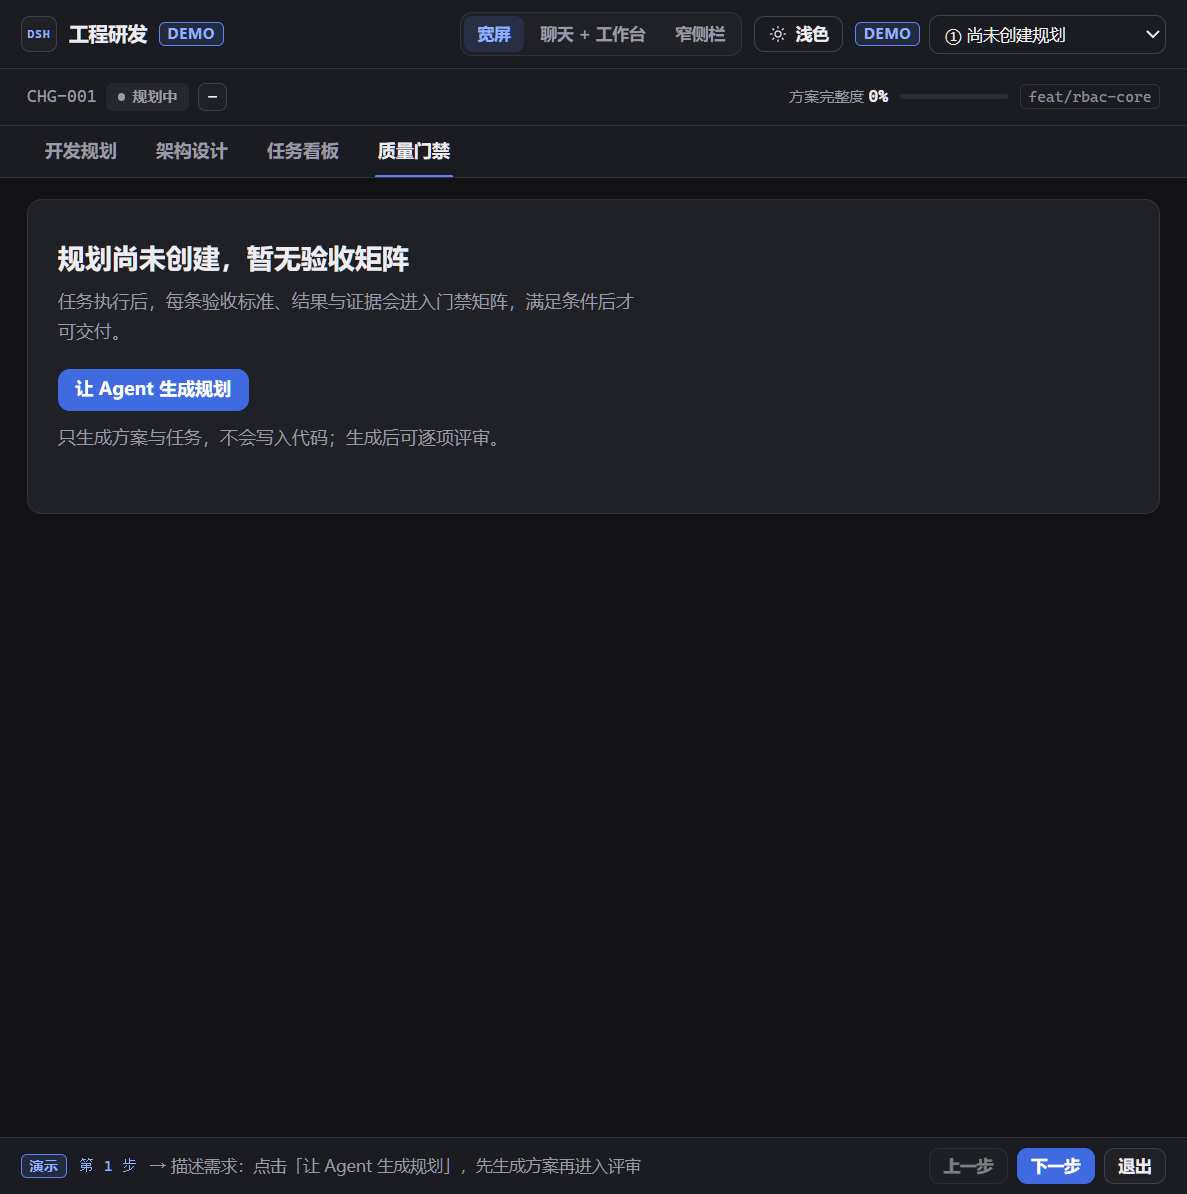 DSH 工程研发 DEMO 宽屏 聊天 + 工作台 窄侧栏 浅色 DEMO ① 尚未创建规划
CHG-001 规划中 − 方案完整度 0% feat/rbac-core
开发规划 架构设计 任务看板 质量门禁
规划尚未创建，暂无验收矩阵
任务执行后，每条验收标准、结果与证据会进入门禁矩阵，满足条件后才
可交付。
让 Agent 生成规划
只生成方案与任务，不会写入代码；生成后可逐项评审。
演示 第 1 步 → 描述需求：点击「让 Agent 生成规划」，先生成方案再进入评审 上一步 下一步 退出